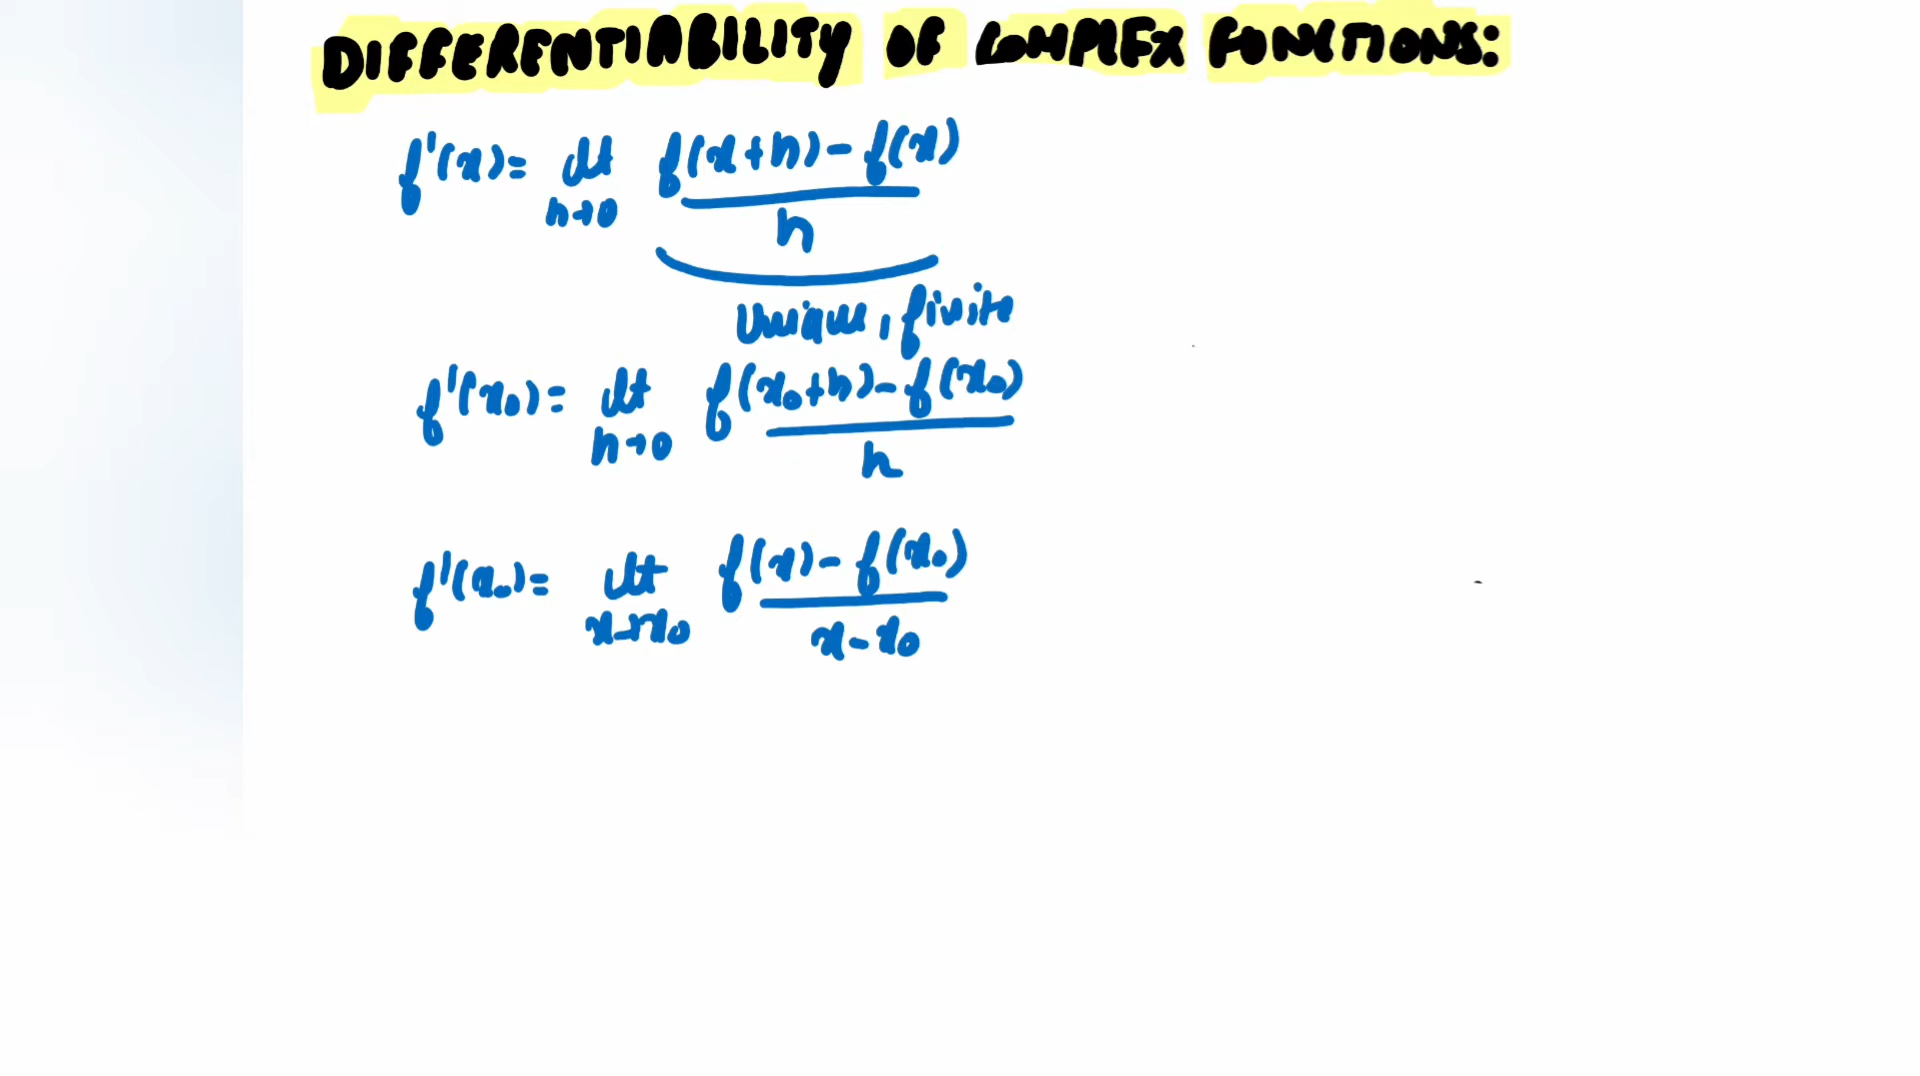 DIFFERENTIABILITY OF COMPLEX FUNCTIONS:
f'(x) = lt h→0 f(x+h) - f(x) / h
Unique, finite
f'(x₀) = lt h→0 f(x₀+h) - f(x₀) / h
f'(x₀) = lt x→x₀ f(x) - f(x₀) / x - x₀